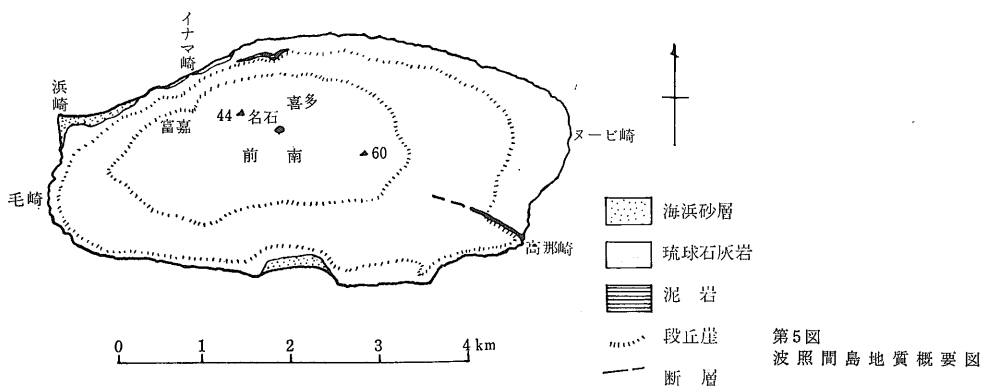 イナマ崎
浜崎
喜多
44 名石
冨嘉
前 南
60
ヌービ崎
毛崎
高那崎
海浜砂層
琉球石灰岩
泥岩
段丘崖
断層
0 1 2 3 4 km
第5図
波照間島地質概要図